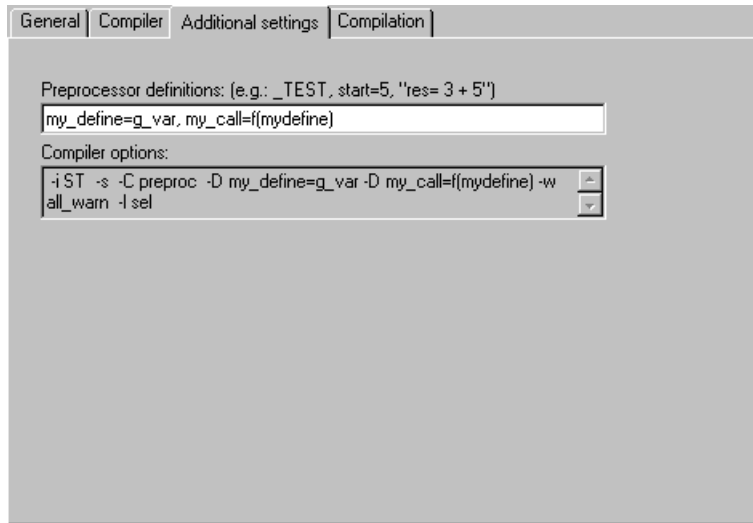 General Compiler Additional settings Compilation
Preprocessor definitions: (e.g.: _TEST, start=5, "res= 3 + 5")
my_define=g_var, my_call=f(mydefine)
Compiler options:
-i ST -s -C preproc -D my_define=g_var -D my_call=f(mydefine) -w
all_warn -l sel